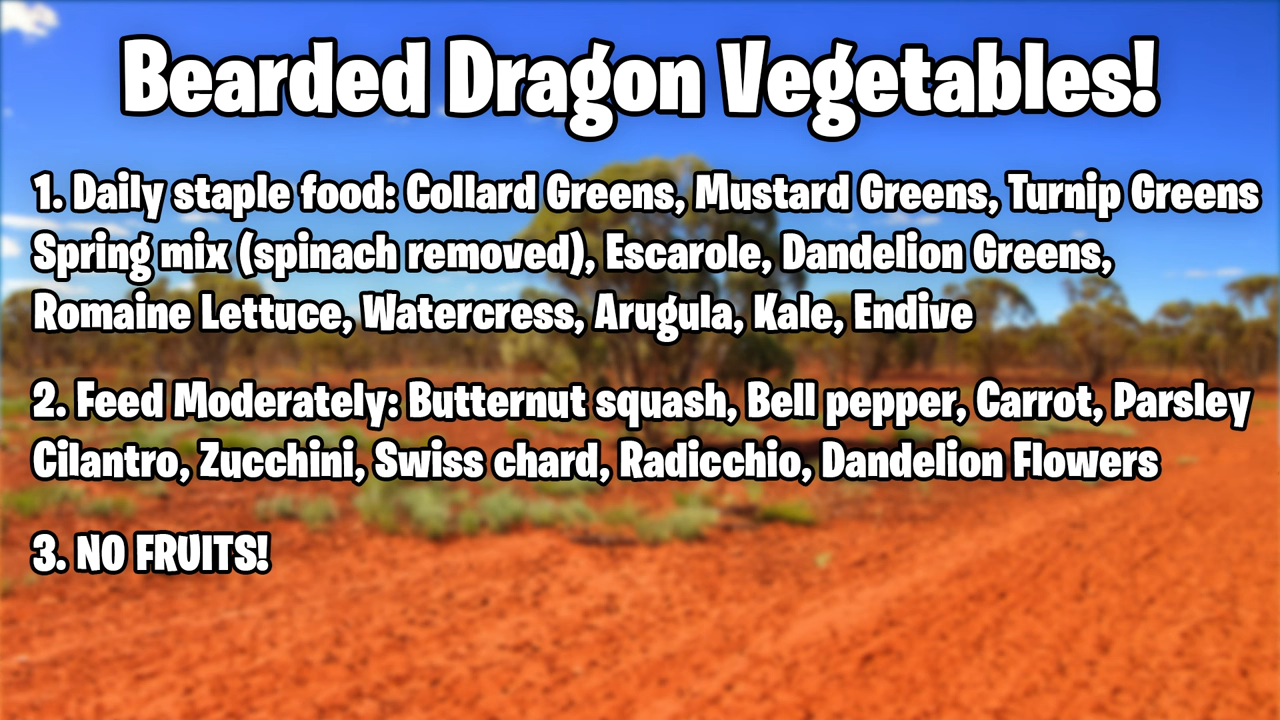 Bearded Dragon Vegetables!
1. Daily staple food: Collard Greens, Mustard Greens, Turnip Greens
Spring mix (spinach removed), Escarole, Dandelion Greens,
Romaine Lettuce, Watercress, Arugula, Kale, Endive
2. Feed Moderately: Butternut squash, Bell pepper, Carrot, Parsley
Cilantro, Zucchini, Swiss chard, Radicchio, Dandelion Flowers
3. NO FRUITS!